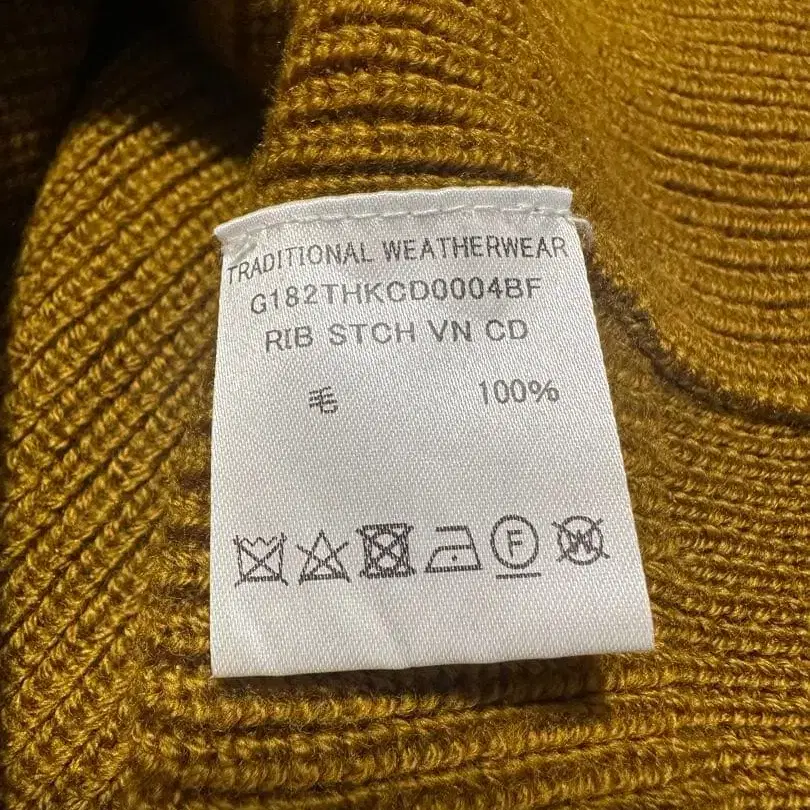 TRADITIONAL WEATHERWEAR
G182THKCD0004BF
RIB STCH VN CD
毛 100%
F W